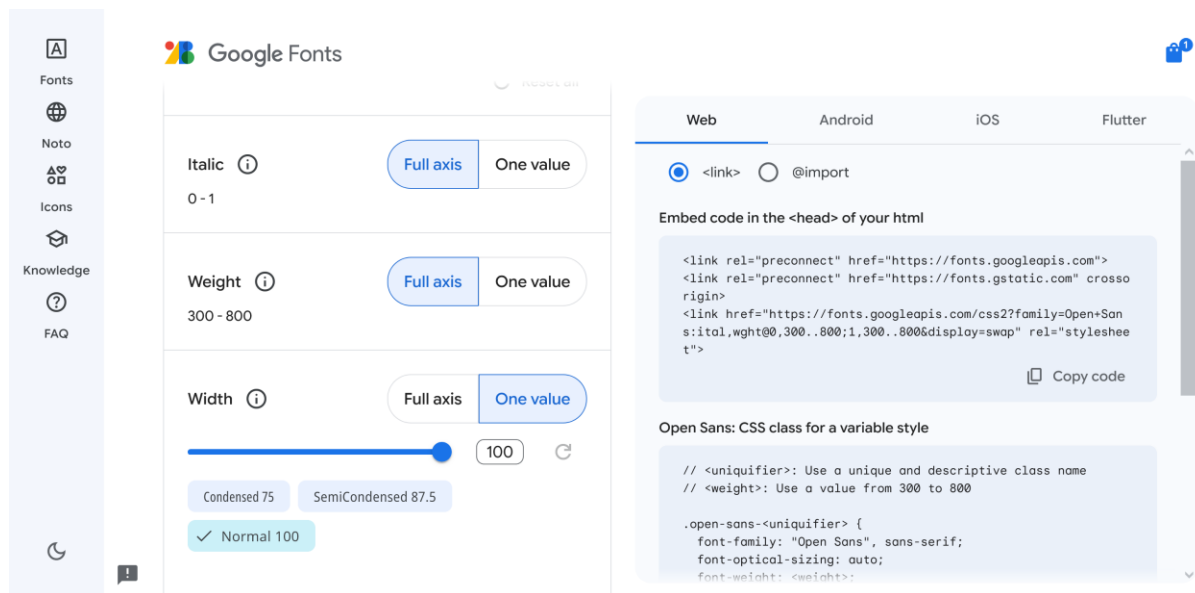 Fonts
Noto
Icons
Knowledge
FAQ
Google Fonts
1
Reset all
Italic
Full axis
One value
0 - 1
Weight
Full axis
One value
300 - 800
Width
Full axis
One value
100
Condensed 75
SemiCondensed 87.5
Normal 100
Web
Android
iOS
Flutter
<link>
@import
Embed code in the <head> of your html
<link rel="preconnect" href="https://fonts.googleapis.com">
<link rel="preconnect" href="https://fonts.gstatic.com" crosso
rigin>
<link href="https://fonts.googleapis.com/css2?family=Open+San
s:ital,wght@0,300..800;1,300..800&display=swap" rel="styleshee
t">
Copy code
Open Sans: CSS class for a variable style
// <uniquifier>: Use a unique and descriptive class name
// <weight>: Use a value from 300 to 800
.open-sans-<uniquifier> {
font-family: "Open Sans", sans-serif;
font-optical-sizing: auto;
font-weight: <weight>;